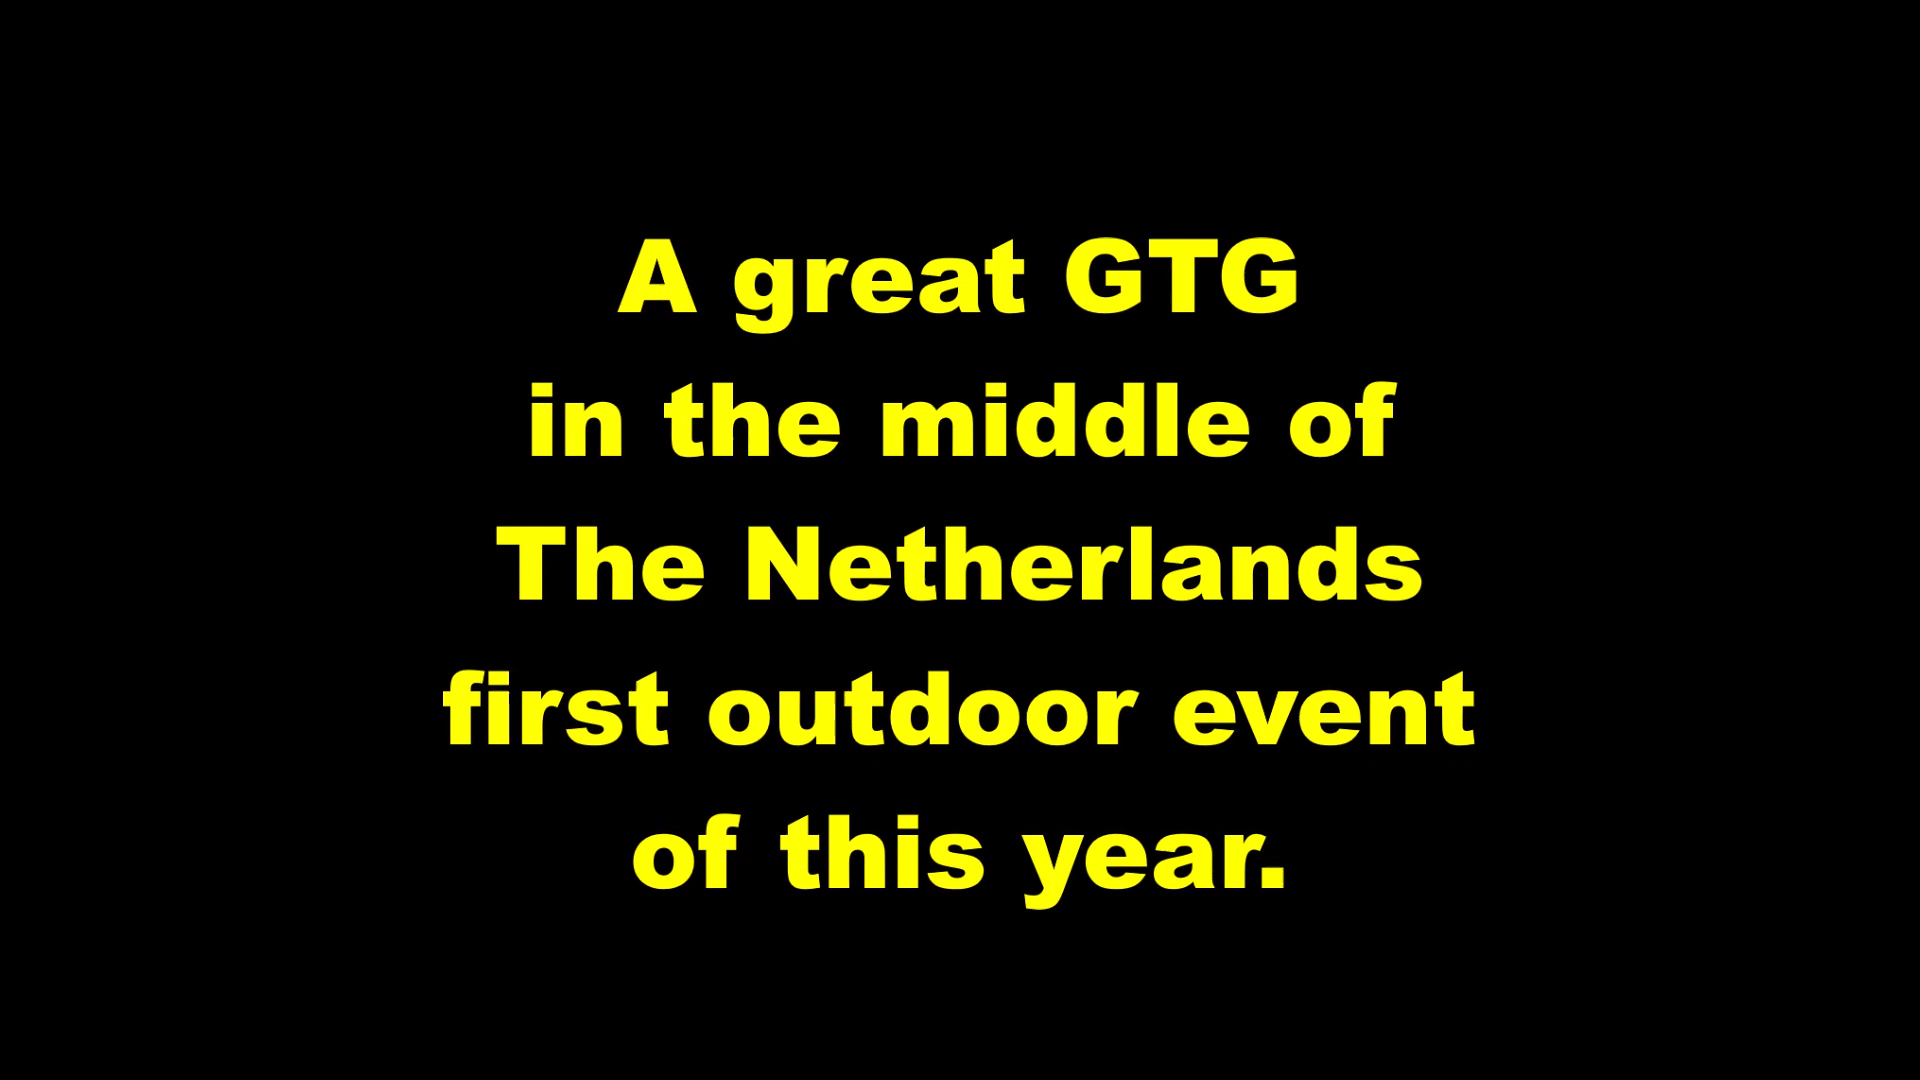 A great GTG
in the middle of
The Netherlands
first outdoor event
of this year.